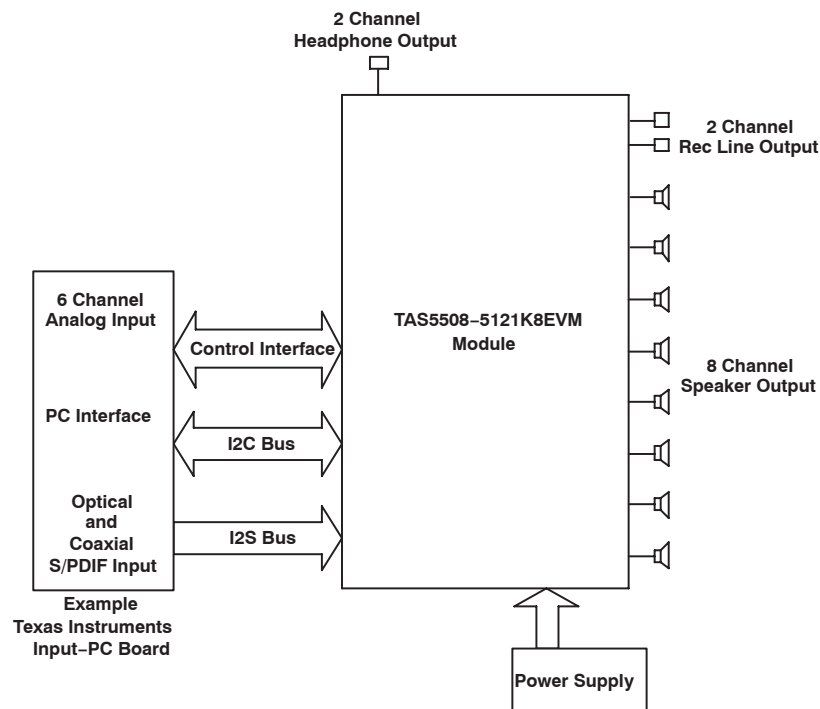 2 Channel
Headphone Output
2 Channel
Rec Line Output
6 Channel
Analog Input
Control Interface
TAS5508−5121K8EVM
Module
8 Channel
Speaker Output
PC Interface
I2C Bus
Optical
and
Coaxial
S/PDIF Input
I2S Bus
Example
Texas Instruments
Input−PC Board
Power Supply